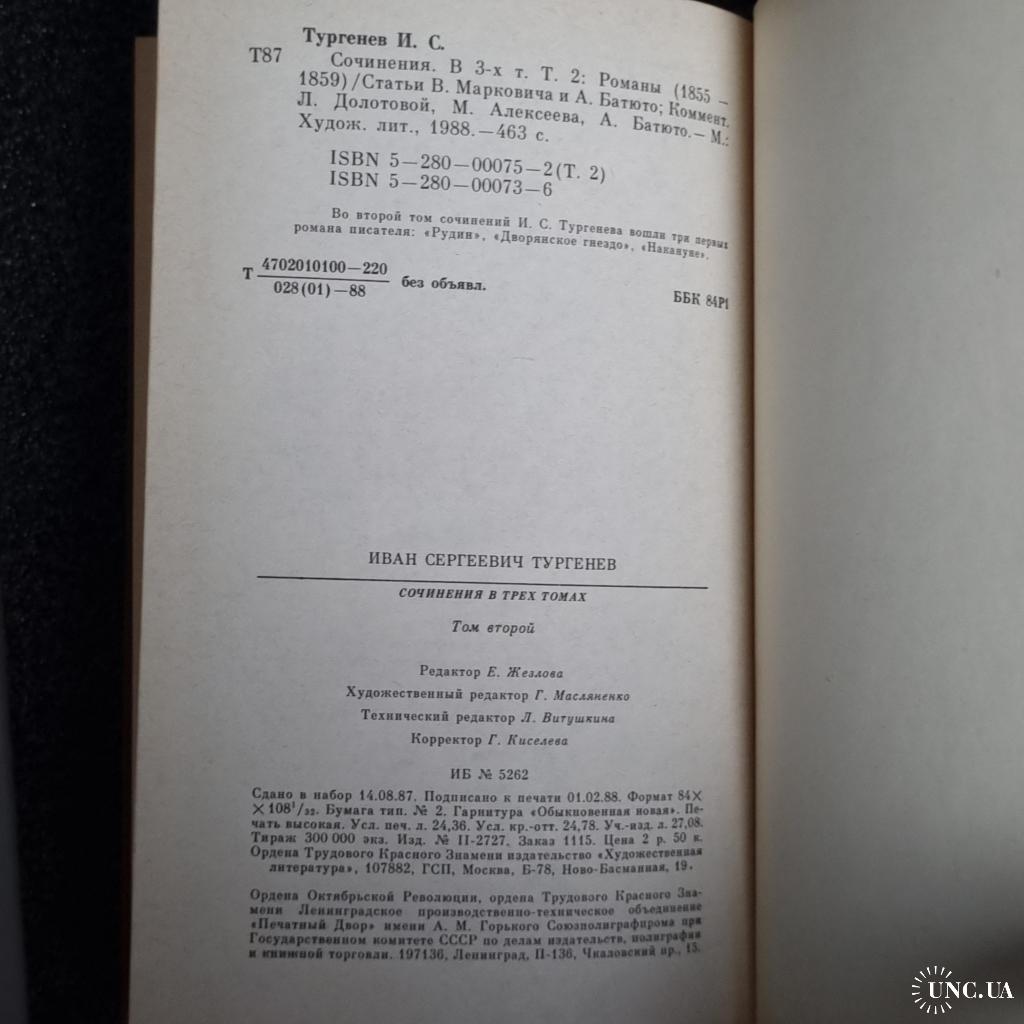 Тургенев И. С.
Т87
Сочинения. В 3-х т. Т. 2: Романы (1855 –
1859)/Статьи В. Марковича и А. Батюто; Коммент.
Л. Долотовой, М. Алексеева, А. Батюто.– М.:
Худож. лит., 1988.—463 с.
ISBN 5—280—00075—2(Т. 2)
ISBN 5—280—00073—6
Во второй том сочинений И. С. Тургенева вошли три первых
романа писателя: «Рудин», «Дворянское гнездо», «Накануне».
Т 4702010100—220
028(01)—88
без объявл.
ББК 84Р1
ИВАН СЕРГЕЕВИЧ ТУРГЕНЕВ
СОЧИНЕНИЯ В ТРЕХ ТОМАХ
Том второй
Редактор Е. Жезлова
Художественный редактор Г. Масляненко
Технический редактор Л. Витушкина
Корректор Г. Киселева
ИБ № 5262
Сдано в набор 14.08.87. Подписано к печати 01.02.88. Формат 84×
×108¹/₃₂. Бумага тип. № 2. Гарнитура «Обыкновенная новая». Пе-
чать высокая. Усл. печ. л. 24,36. Усл. кр.-отт. 24,78. Уч.-изд. л. 27,08.
Тираж 300 000 экз. Изд. № II-2727. Заказ 1115. Цена 2 р. 50 к.
Ордена Трудового Красного Знамени издательство «Художественная
литература», 107882, ГСП, Москва, Б-78, Ново-Басманная, 19.
Ордена Октябрьской Революции, ордена Трудового Красного Зна-
мени Ленинградское производственно-техническое объединение
«Печатный Двор» имени А. М. Горького Союзполиграфпрома при
Государственном комитете СССР по делам издательств, полиграфии
и книжной торговли. 197136, Ленинград, П-136, Чкаловский пр., 15.
UNC.UA